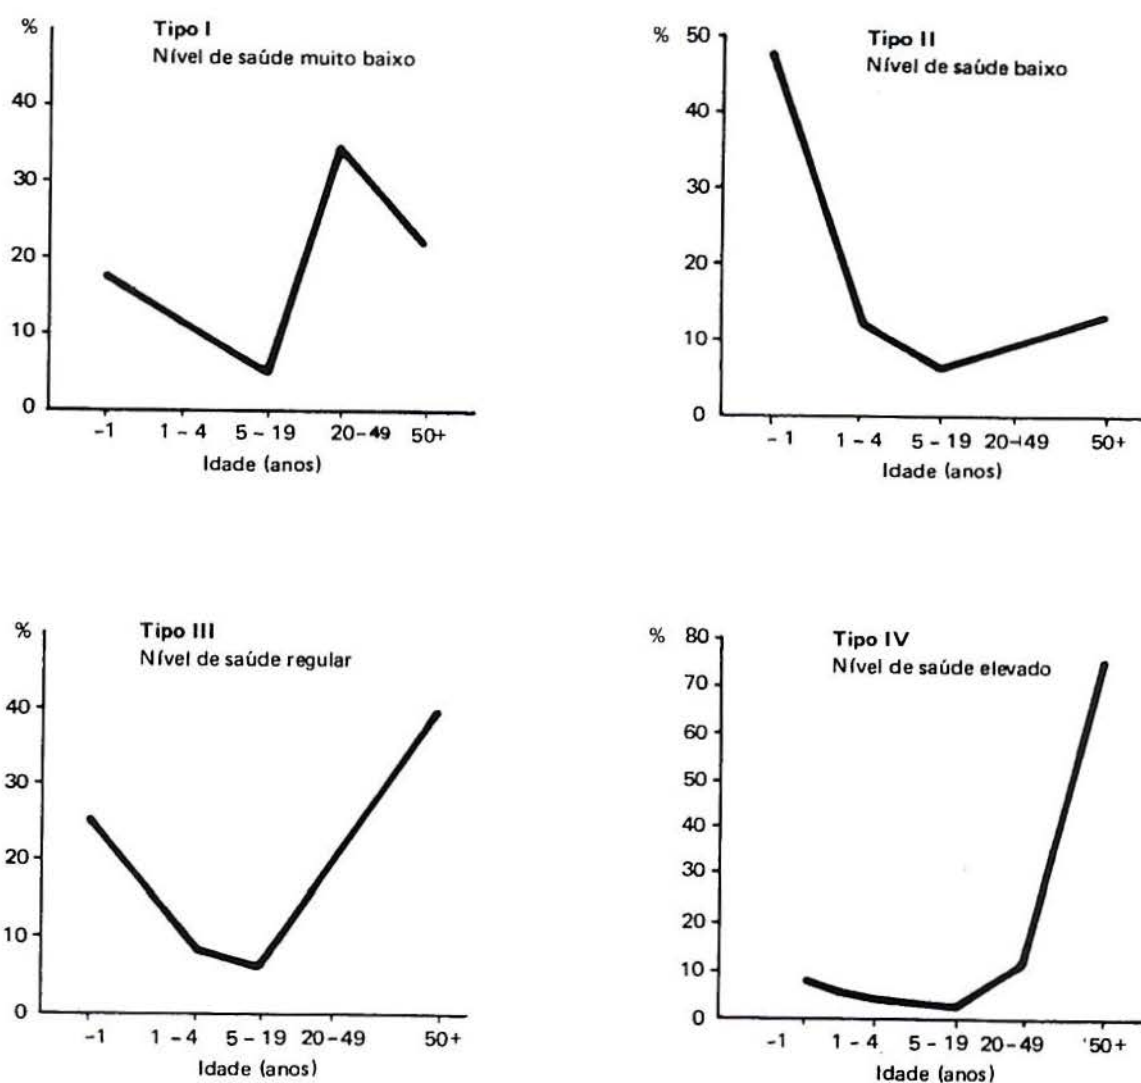 %
Tipo I
Nível de saúde muito baixo
40
30
20
10
0
-1 1 - 4 5 - 19 20-49 50+
Idade (anos)
% 50
Tipo II
Nível de saúde baixo
40
30
20
10
0
-1 1 - 4 5 - 19 20-49 50+
Idade (anos)
%
Tipo III
Nível de saúde regular
40
30
20
10
0
-1 1 - 4 5 - 19 20-49 50+
Idade (anos)
% 80
Tipo IV
Nível de saúde elevado
70
60
50
40
30
20
10
0
-1 1 - 4 5 - 19 20-49 50+
Idade (anos)